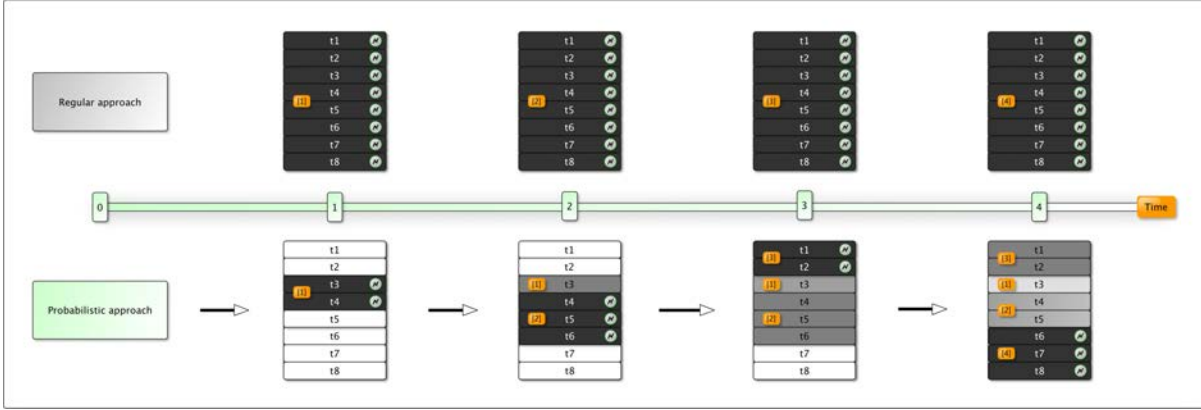 t1
t2
t3
t4
[1]
t5
t6
t7
t8
t1
t2
t3
t4
[2]
t5
t6
t7
t8
t1
t2
t3
t4
[3]
t5
t6
t7
t8
t1
t2
t3
t4
[4]
t5
t6
t7
t8
Regular approach
0 1 2 3 4 Time
Probabilistic approach
t1
t2
t3
[1]
t4
t5
t6
t7
t8
t1
t2
[1] t3
t4
[2] t5
t6
t7
t8
t1
[3]
t2
[1] t3
t4
[2] t5
t6
t7
t8
t1
[3]
t2
[1] t3
t4
[2]
t5
t6
[4] t7
t8